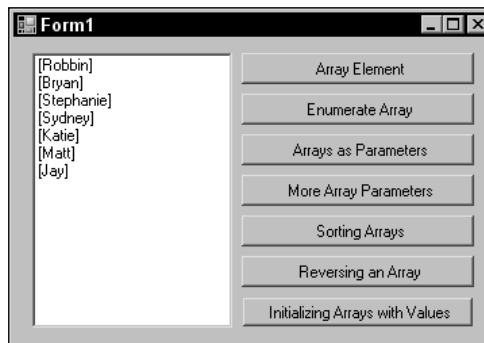 Form1
[Robbin]
[Bryan]
[Stephanie]
[Sydney]
[Katie]
[Matt]
[Jay]
Array Element
Enumerate Array
Arrays as Parameters
More Array Parameters
Sorting Arrays
Reversing an Array
Initializing Arrays with Values